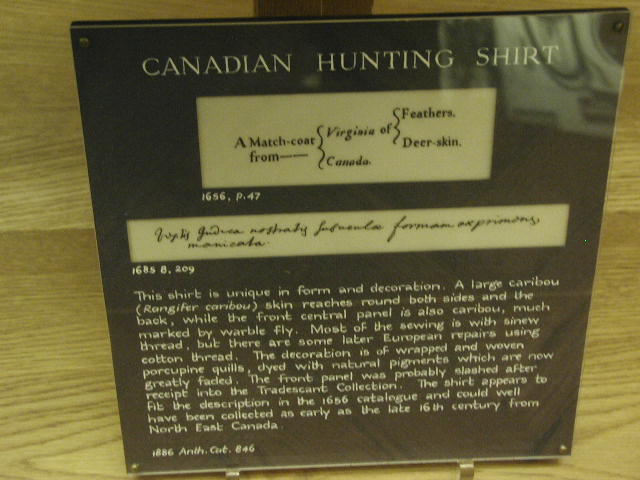 CANADIAN HUNTING SHIRT
Feathers.
A Match-coat Virginia of
Deer-skin.
from
Canada.
1656, p.47
Vestis Indica nostratis formam exprimens,
manicata.
1685 B. 209
This shirt is unique in form and decoration. A large caribou
(Rangifer caribou) skin reaches round both sides and the
back, while the front central panel is also caribou, much
marked by warble fly. Most of the sewing is with sinew
thread, but there are some later European repairs using
cotton thread. The decoration is of wrapped and woven
porcupine quills, dyed with natural pigments which are now
greatly faded. The front panel was probably slashed after
receipt into the Tradescant Collection. The shirt appears to
fit the description in the 1656 catalogue and could well
have been collected as early as the late 16th century from
North East Canada.
1886 Anth. Cat. 846